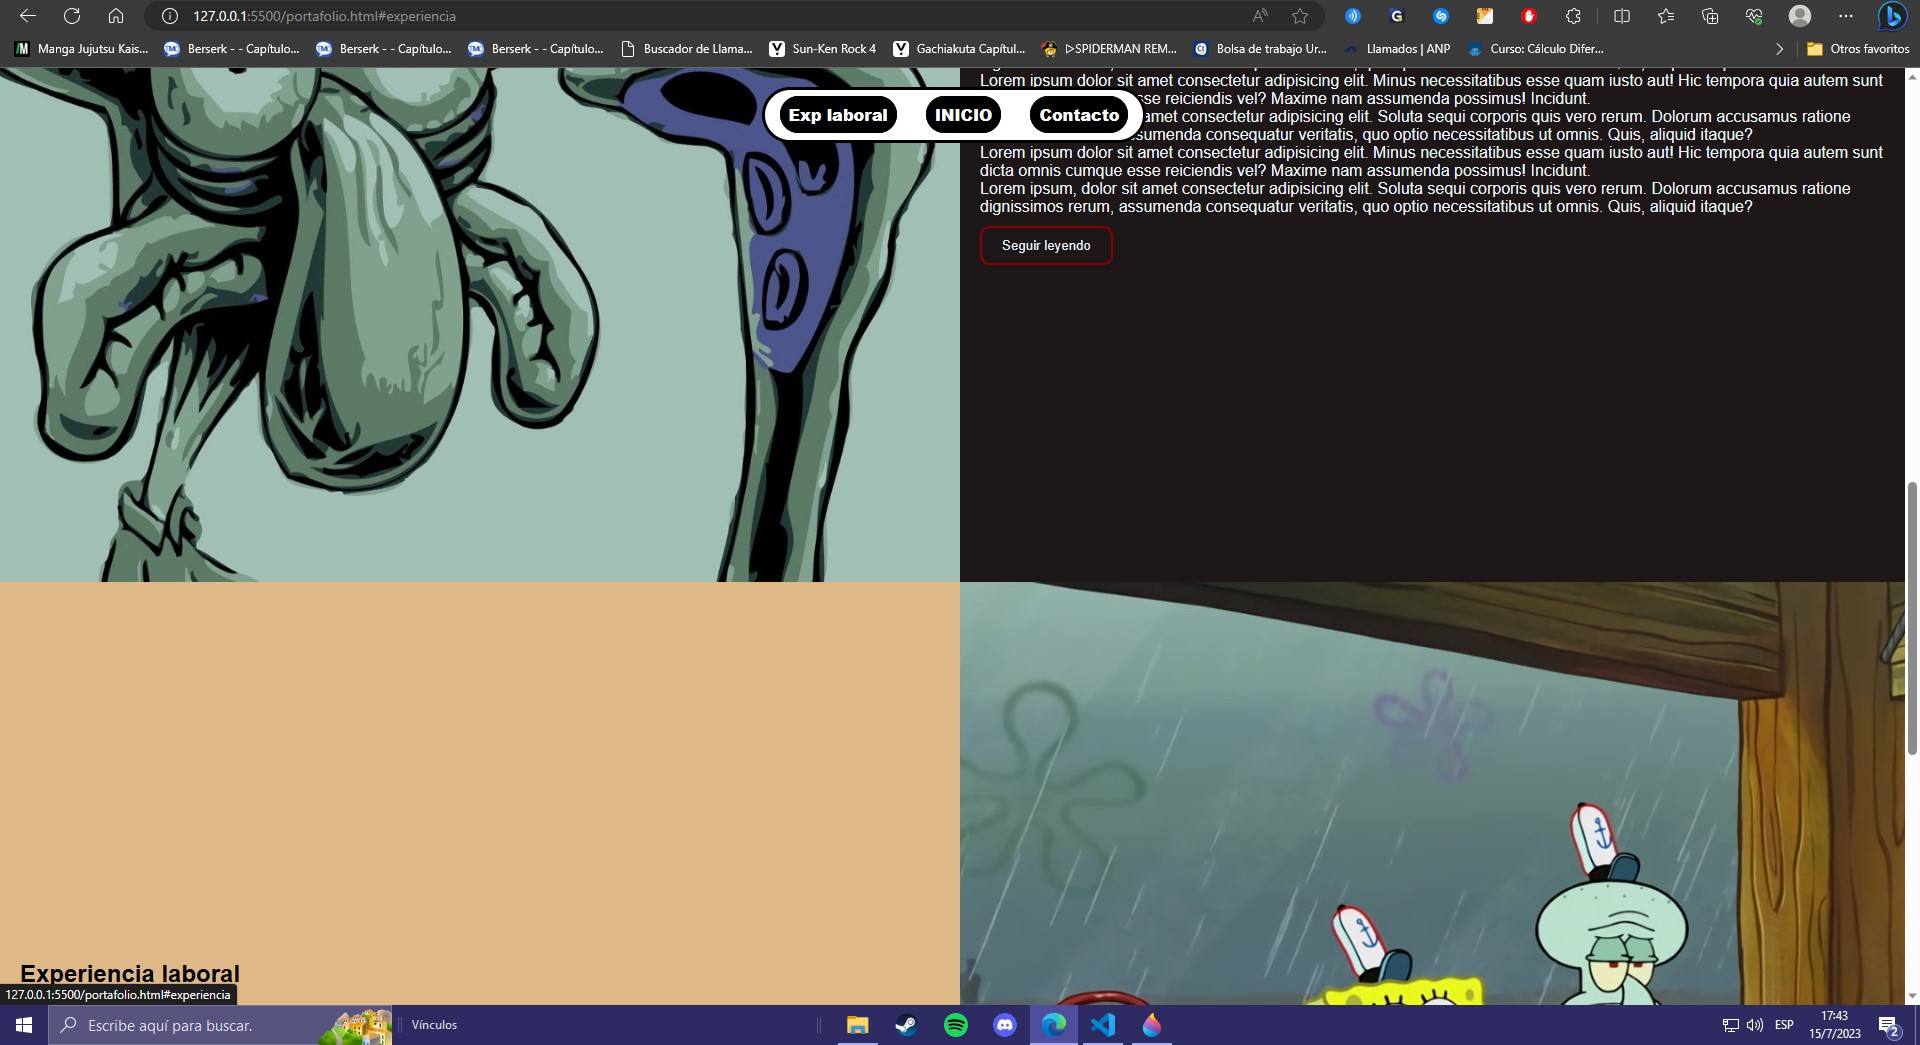 127.0.0.1:5500/portafolio.html#experiencia
Manga Jujutsu Kais...
Berserk - - Capítulo...
Berserk - - Capítulo...
Berserk - - Capítulo...
Buscador de Llama...
Sun-Ken Rock 4
Gachiakuta Capítul...
▷SPIDERMAN REM...
Bolsa de trabajo Ur...
Llamados | ANP
Curso: Cálculo Difer...
Otros favoritos
Exp laboral
INICIO
Contacto
Lorem ipsum dolor sit amet consectetur adipisicing elit. Minus necessitatibus esse quam iusto aut! Hic tempora quia autem sunt
sse reiciendis vel? Maxime nam assumenda possimus! Incidunt.
amet consectetur adipisicing elit. Soluta sequi corporis quis vero rerum. Dolorum accusamus ratione
sumenda consequatur veritatis, quo optio necessitatibus ut omnis. Quis, aliquid itaque?
Lorem ipsum dolor sit amet consectetur adipisicing elit. Minus necessitatibus esse quam iusto aut! Hic tempora quia autem sunt
dicta omnis cumque esse reiciendis vel? Maxime nam assumenda possimus! Incidunt.
Lorem ipsum, dolor sit amet consectetur adipisicing elit. Soluta sequi corporis quis vero rerum. Dolorum accusamus ratione
dignissimos rerum, assumenda consequatur veritatis, quo optio necessitatibus ut omnis. Quis, aliquid itaque?
Seguir leyendo
Experiencia laboral
127.0.0.1:5500/portafolio.html#experiencia
Escribe aquí para buscar.
Vínculos
ESP
17:43
15/7/2023
2